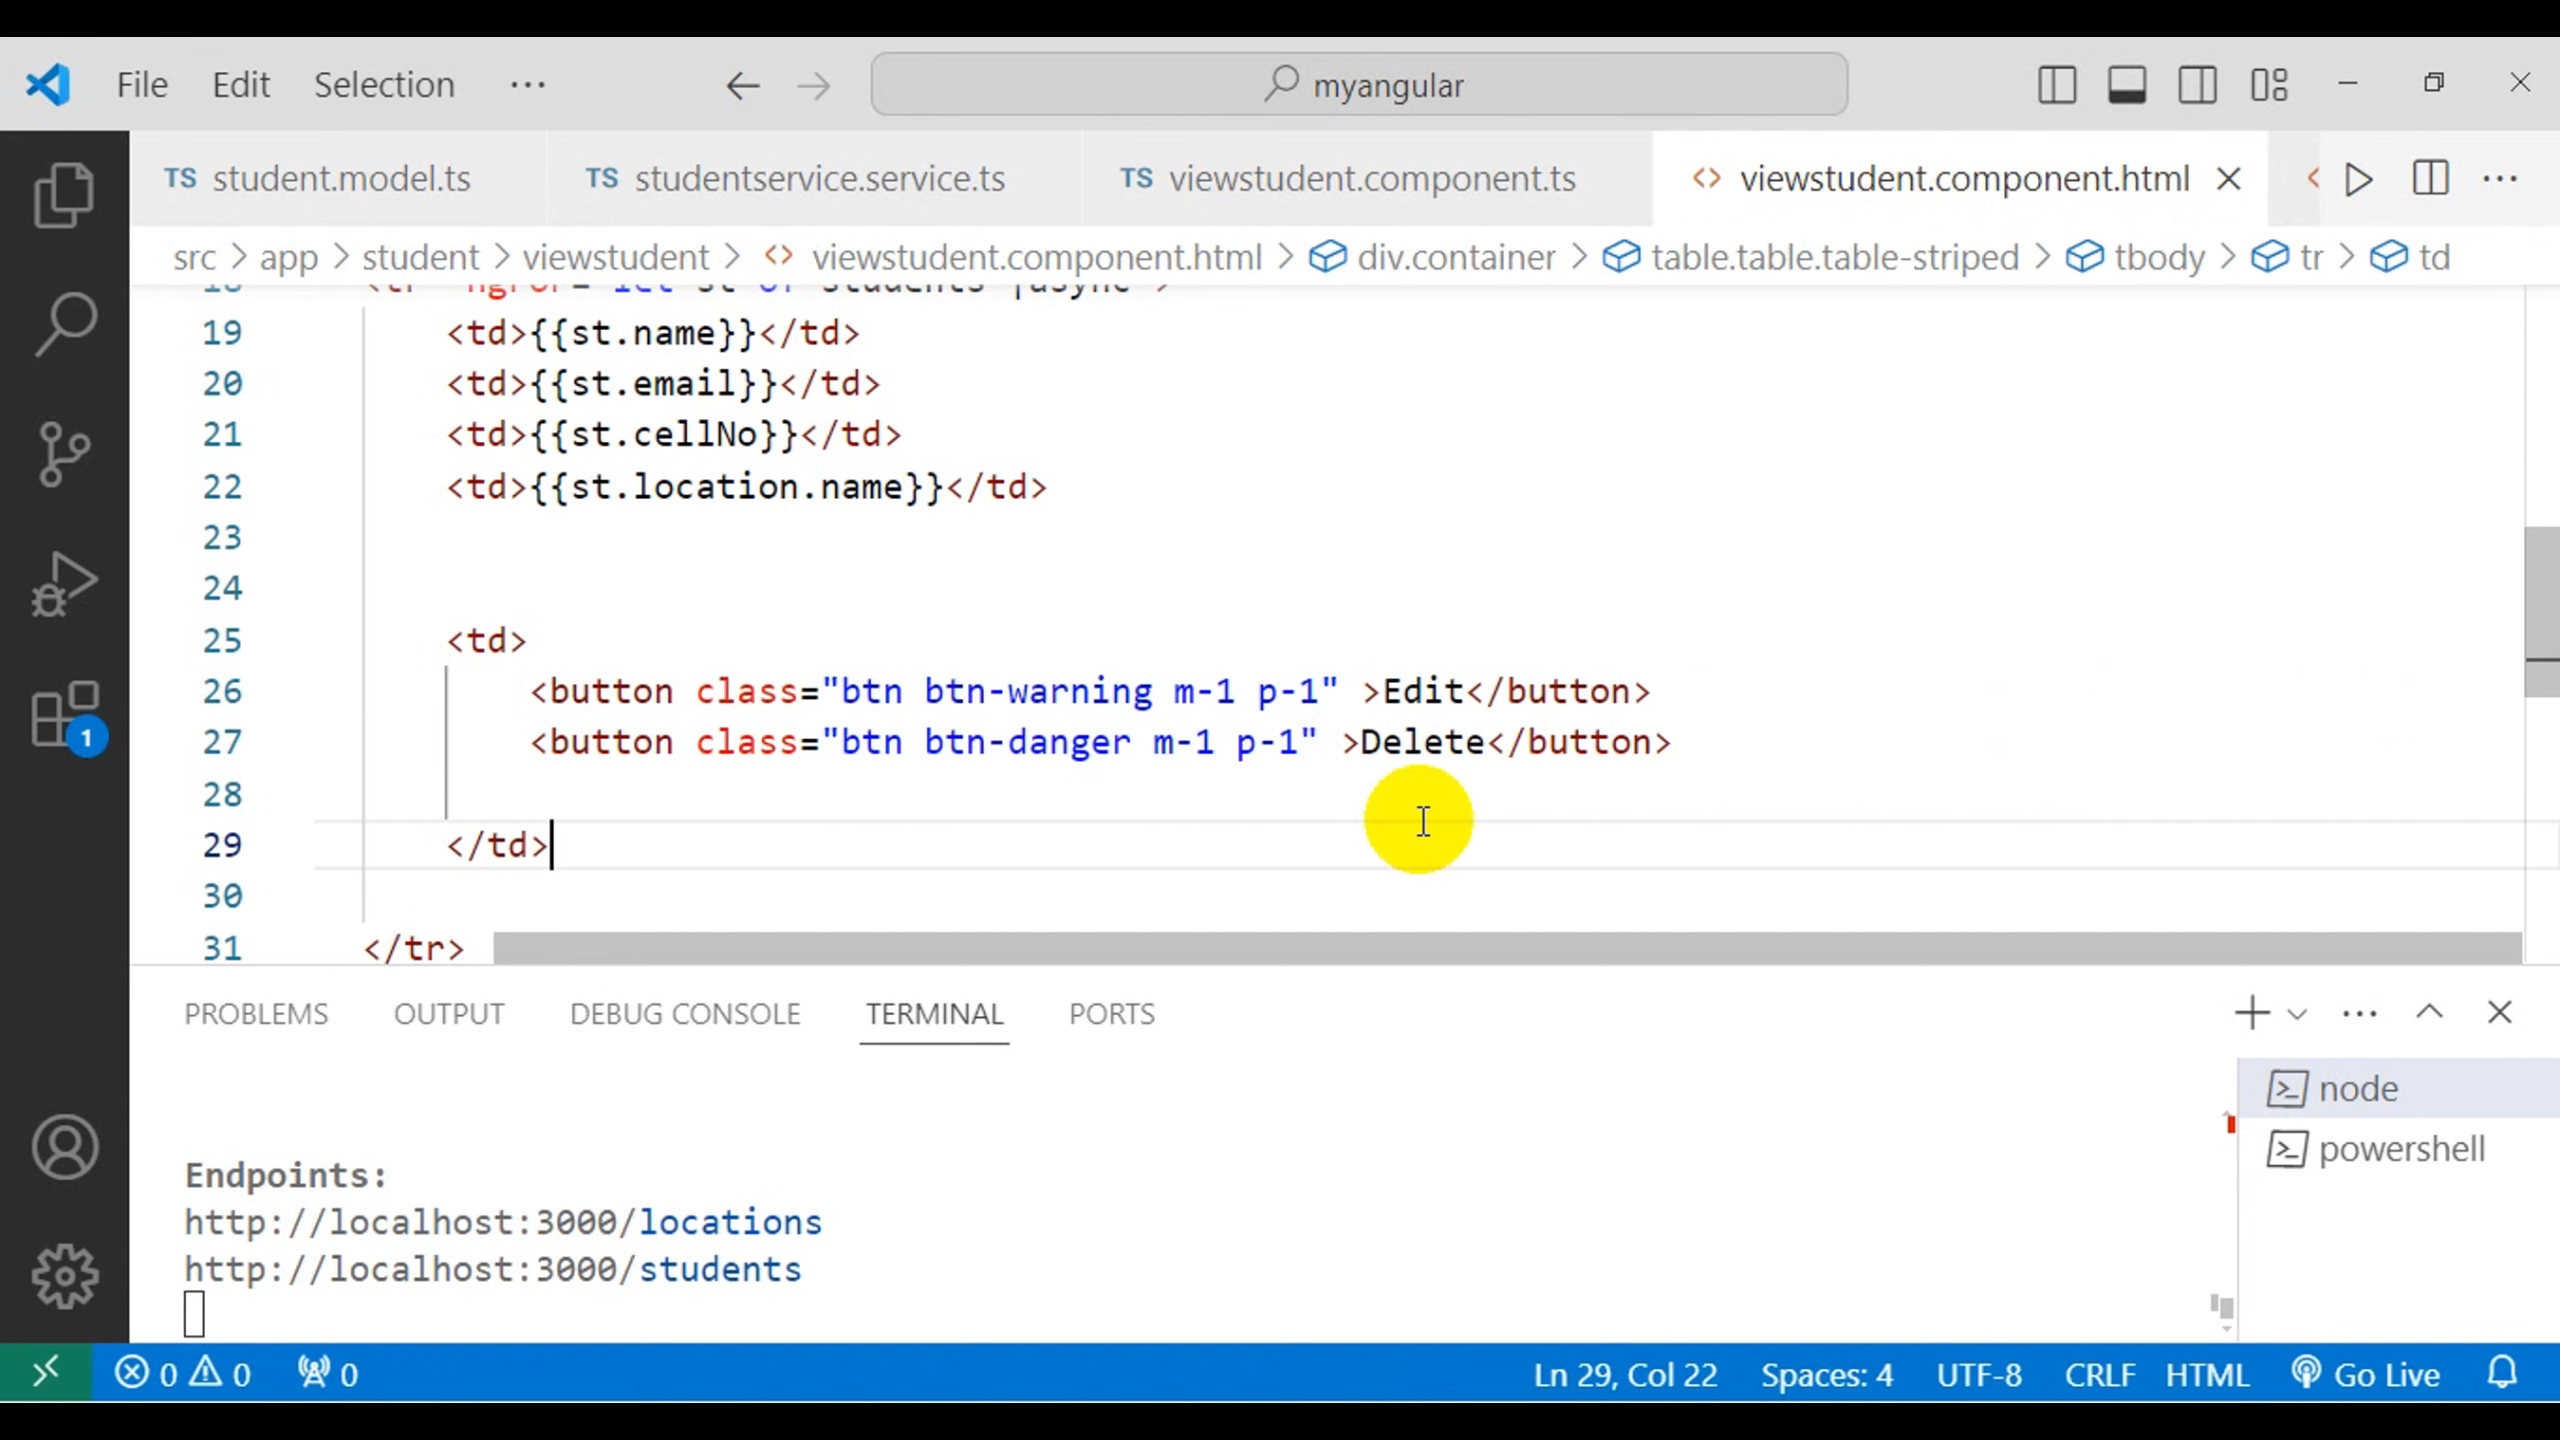 File Edit Selection ··· myangular
TS student.model.ts TS studentservice.service.ts TS viewstudent.component.ts <> viewstudent.component.html
src > app > student > viewstudent > <> viewstudent.component.html > div.container > table.table.table-striped > tbody > tr > td
19 <td>{{st.name}}</td>
20 <td>{{st.email}}</td>
21 <td>{{st.cellNo}}</td>
22 <td>{{st.location.name}}</td>
23
24
25 <td>
26 <button class="btn btn-warning m-1 p-1" >Edit</button>
27 <button class="btn btn-danger m-1 p-1" >Delete</button>
28
29 </td>
30
31 </tr>
PROBLEMS OUTPUT DEBUG CONSOLE TERMINAL PORTS
node
powershell
Endpoints:
http://localhost:3000/locations
http://localhost:3000/students
1
0 0 0 Ln 29, Col 22 Spaces: 4 UTF-8 CRLF HTML Go Live